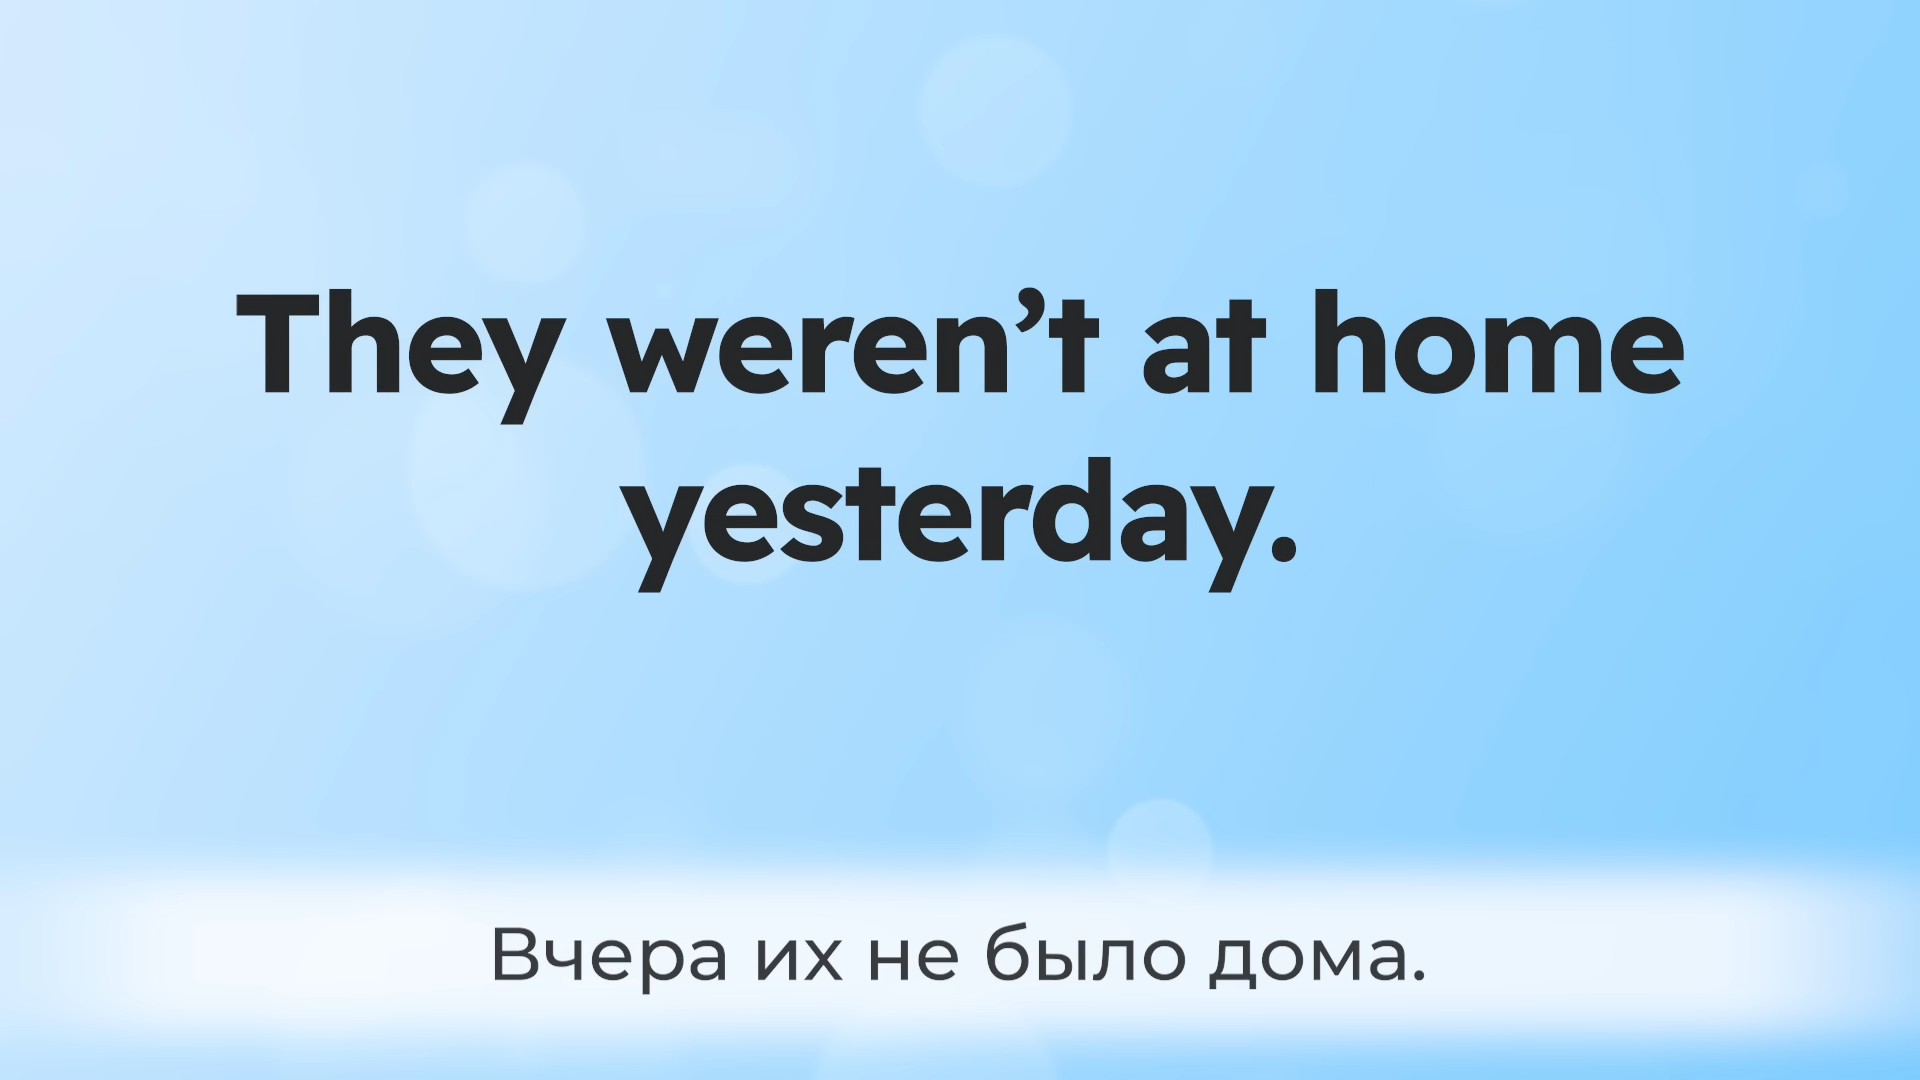 They weren’t at home
yesterday.
Вчера их не было дома.